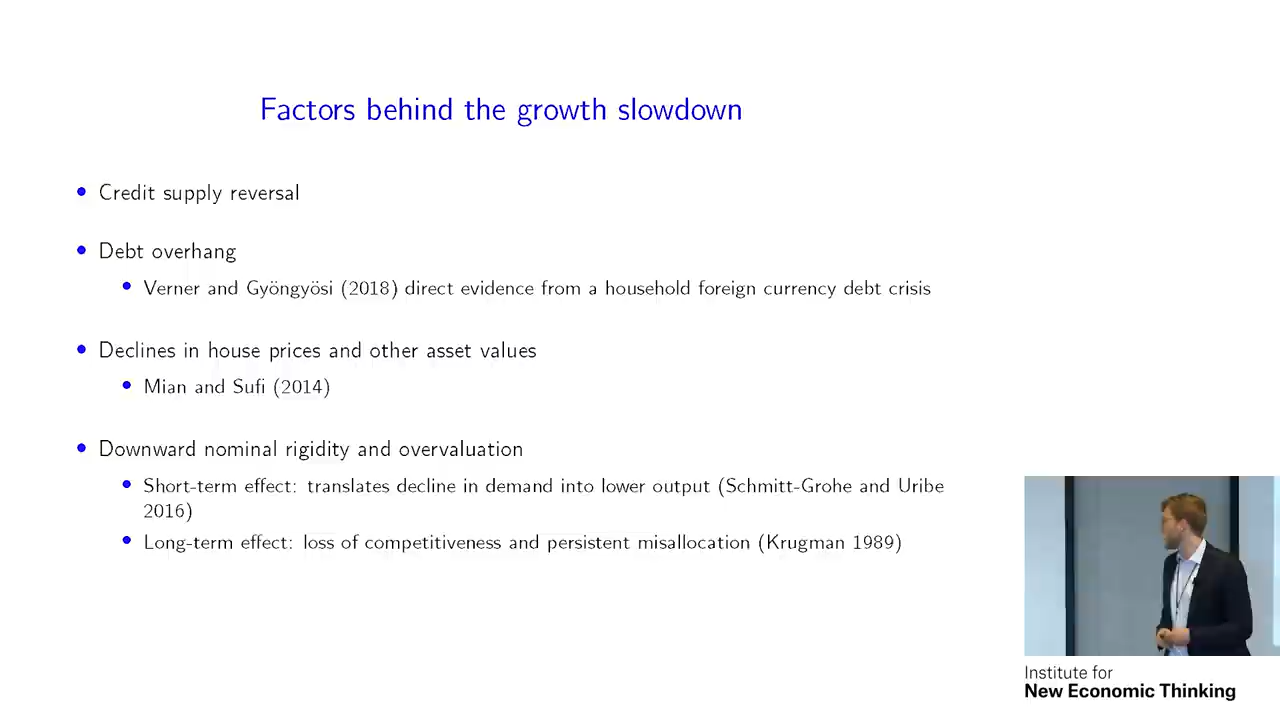 Factors behind the growth slowdown
Credit supply reversal
Debt overhang
Verner and Gyöngyösi (2018) direct evidence from a household foreign currency debt crisis
Declines in house prices and other asset values
Mian and Sufi (2014)
Downward nominal rigidity and overvaluation
Short-term effect: translates decline in demand into lower output (Schmitt-Grohe and Uribe
2016)
Long-term effect: loss of competitiveness and persistent misallocation (Krugman 1989)
Institute for
New Economic Thinking